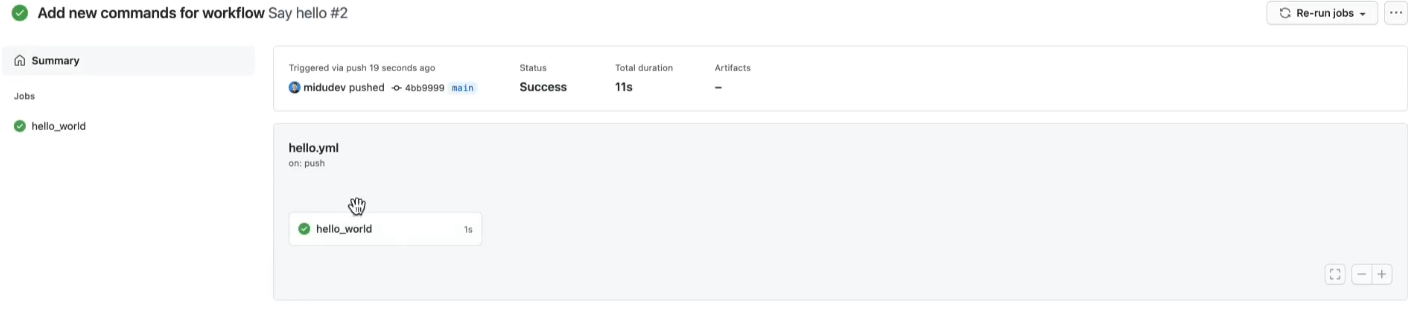 Add new commands for workflow Say hello #2
Re-run jobs
Summary
Jobs
hello_world
Triggered via push 19 seconds ago
midudev pushed 4bb9999 main
Status
Success
Total duration
11s
Artifacts
–
hello.yml
on: push
hello_world 1s